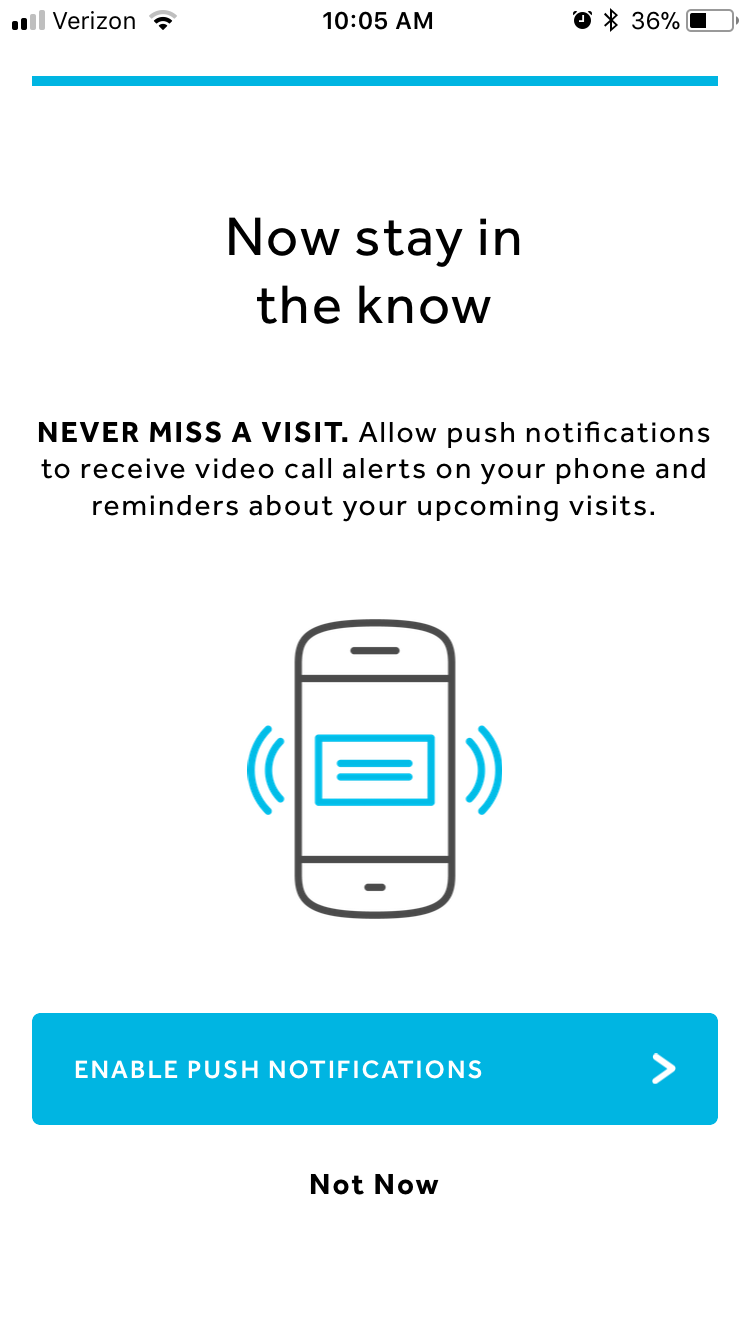 Verizon 10:05 AM 36%
Now stay in
the know
NEVER MISS A VISIT. Allow push notifications
to receive video call alerts on your phone and
reminders about your upcoming visits.
ENABLE PUSH NOTIFICATIONS
Not Now